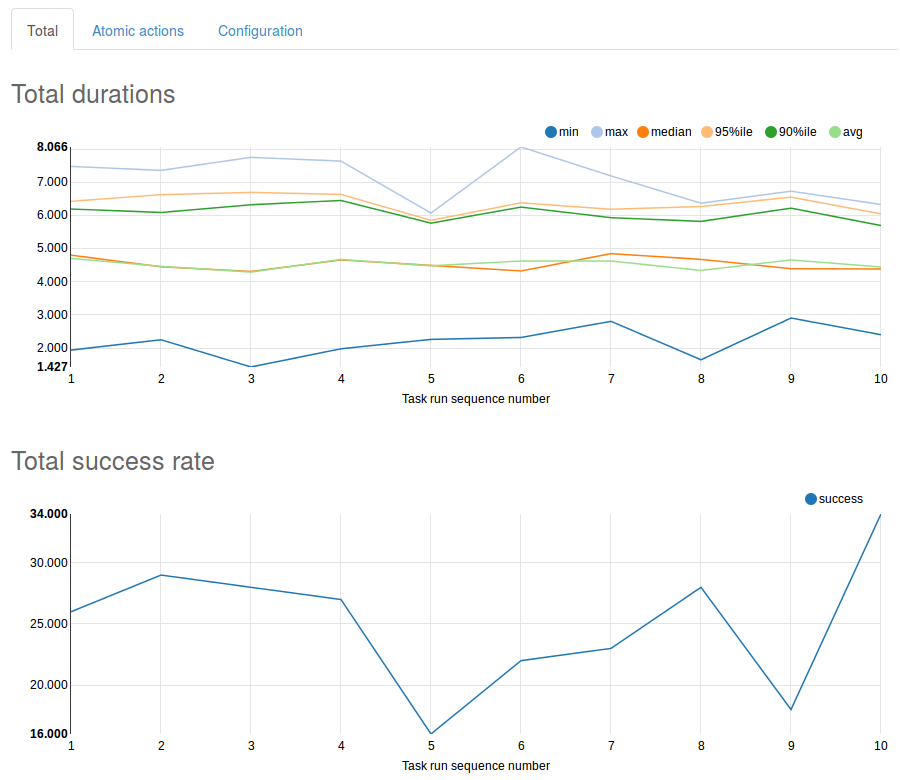 Total Atomic actions Configuration
Total durations
min max median 95%ile 90%ile avg
8.066
7.000
6.000
5.000
4.000
3.000
2.000
1.427
1 2 3 4 5 6 7 8 9 10
Task run sequence number
Total success rate
success
34.000
30.000
25.000
20.000
16.000
1 2 3 4 5 6 7 8 9 10
Task run sequence number